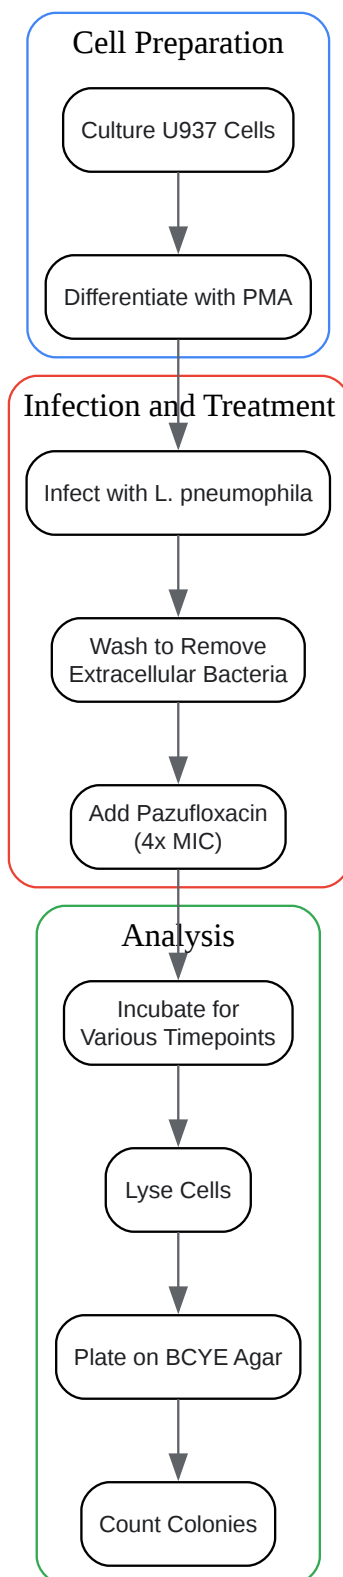 Cell Preparation
Culture U937 Cells
Differentiate with PMA
Infection and Treatment
Infect with L. pneumophila
Wash to Remove
Extracellular Bacteria
Add Pazufloxacin
(4x MIC)
Analysis
Incubate for
Various Timepoints
Lyse Cells
Plate on BCYE Agar
Count Colonies